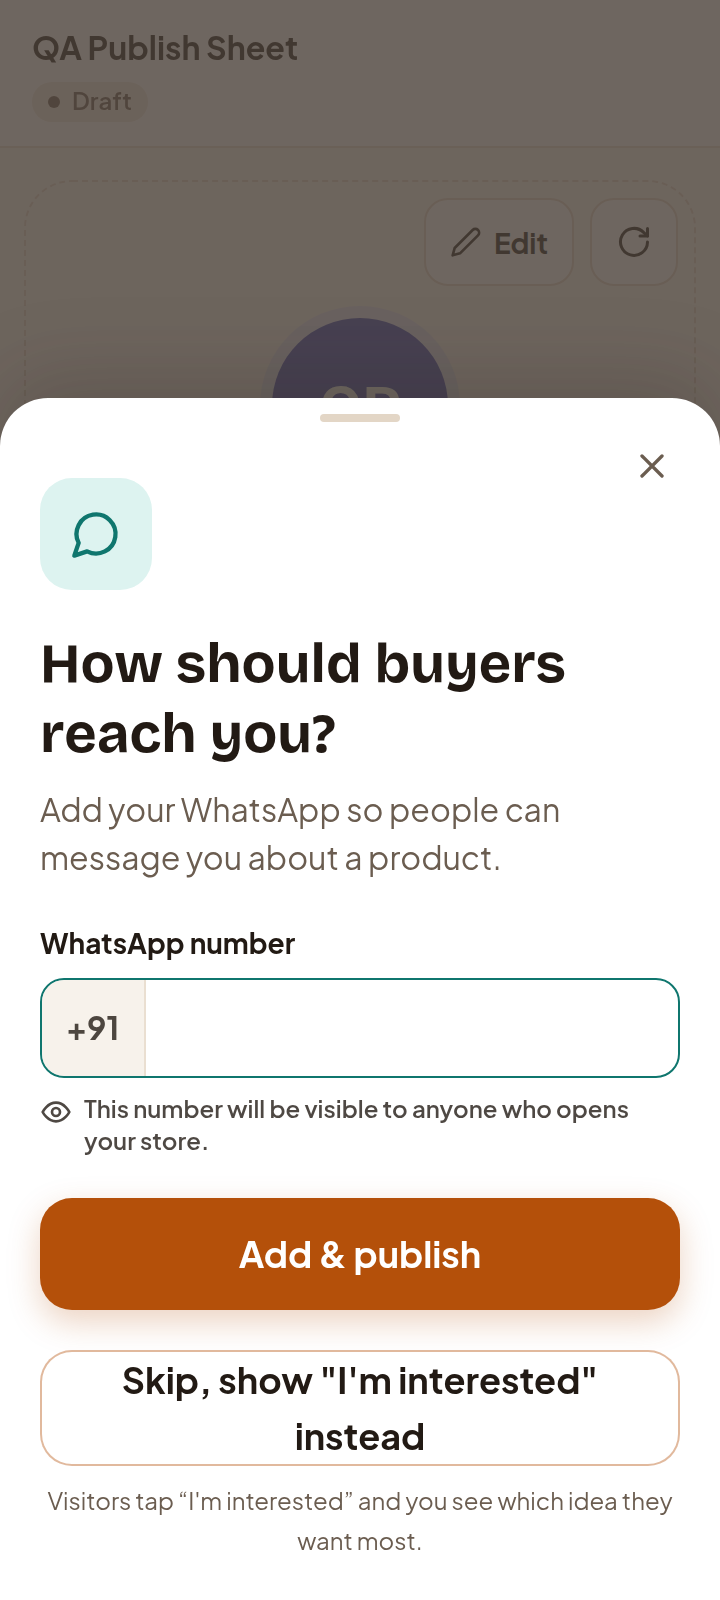 QA Publish Sheet
Draft
Edit
How should buyers
reach you?
Add your WhatsApp so people can
message you about a product.
WhatsApp number
+91
This number will be visible to anyone who opens
your store.
Add & publish
Skip, show "I'm interested"
instead
Visitors tap “I'm interested” and you see which idea they
want most.